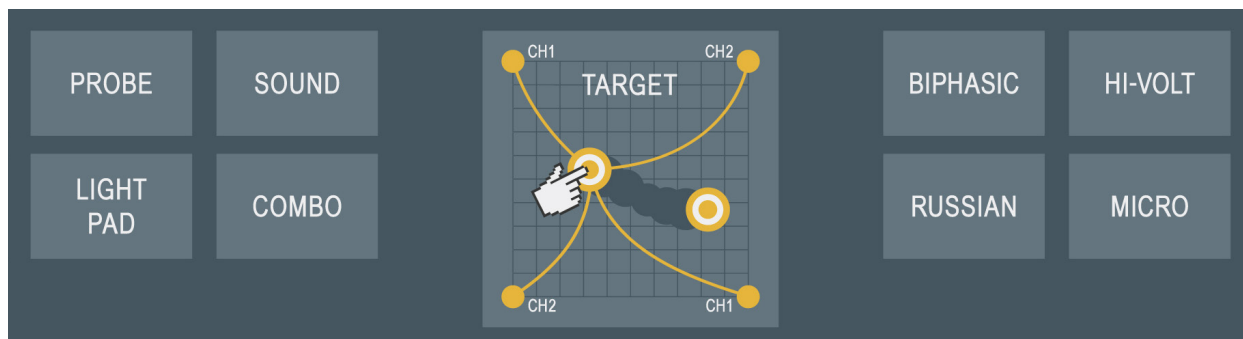 PROBE
SOUND
LIGHT
PAD
COMBO
CH1
CH2
TARGET
CH2
CH1
BIPHASIC
HI-VOLT
RUSSIAN
MICRO